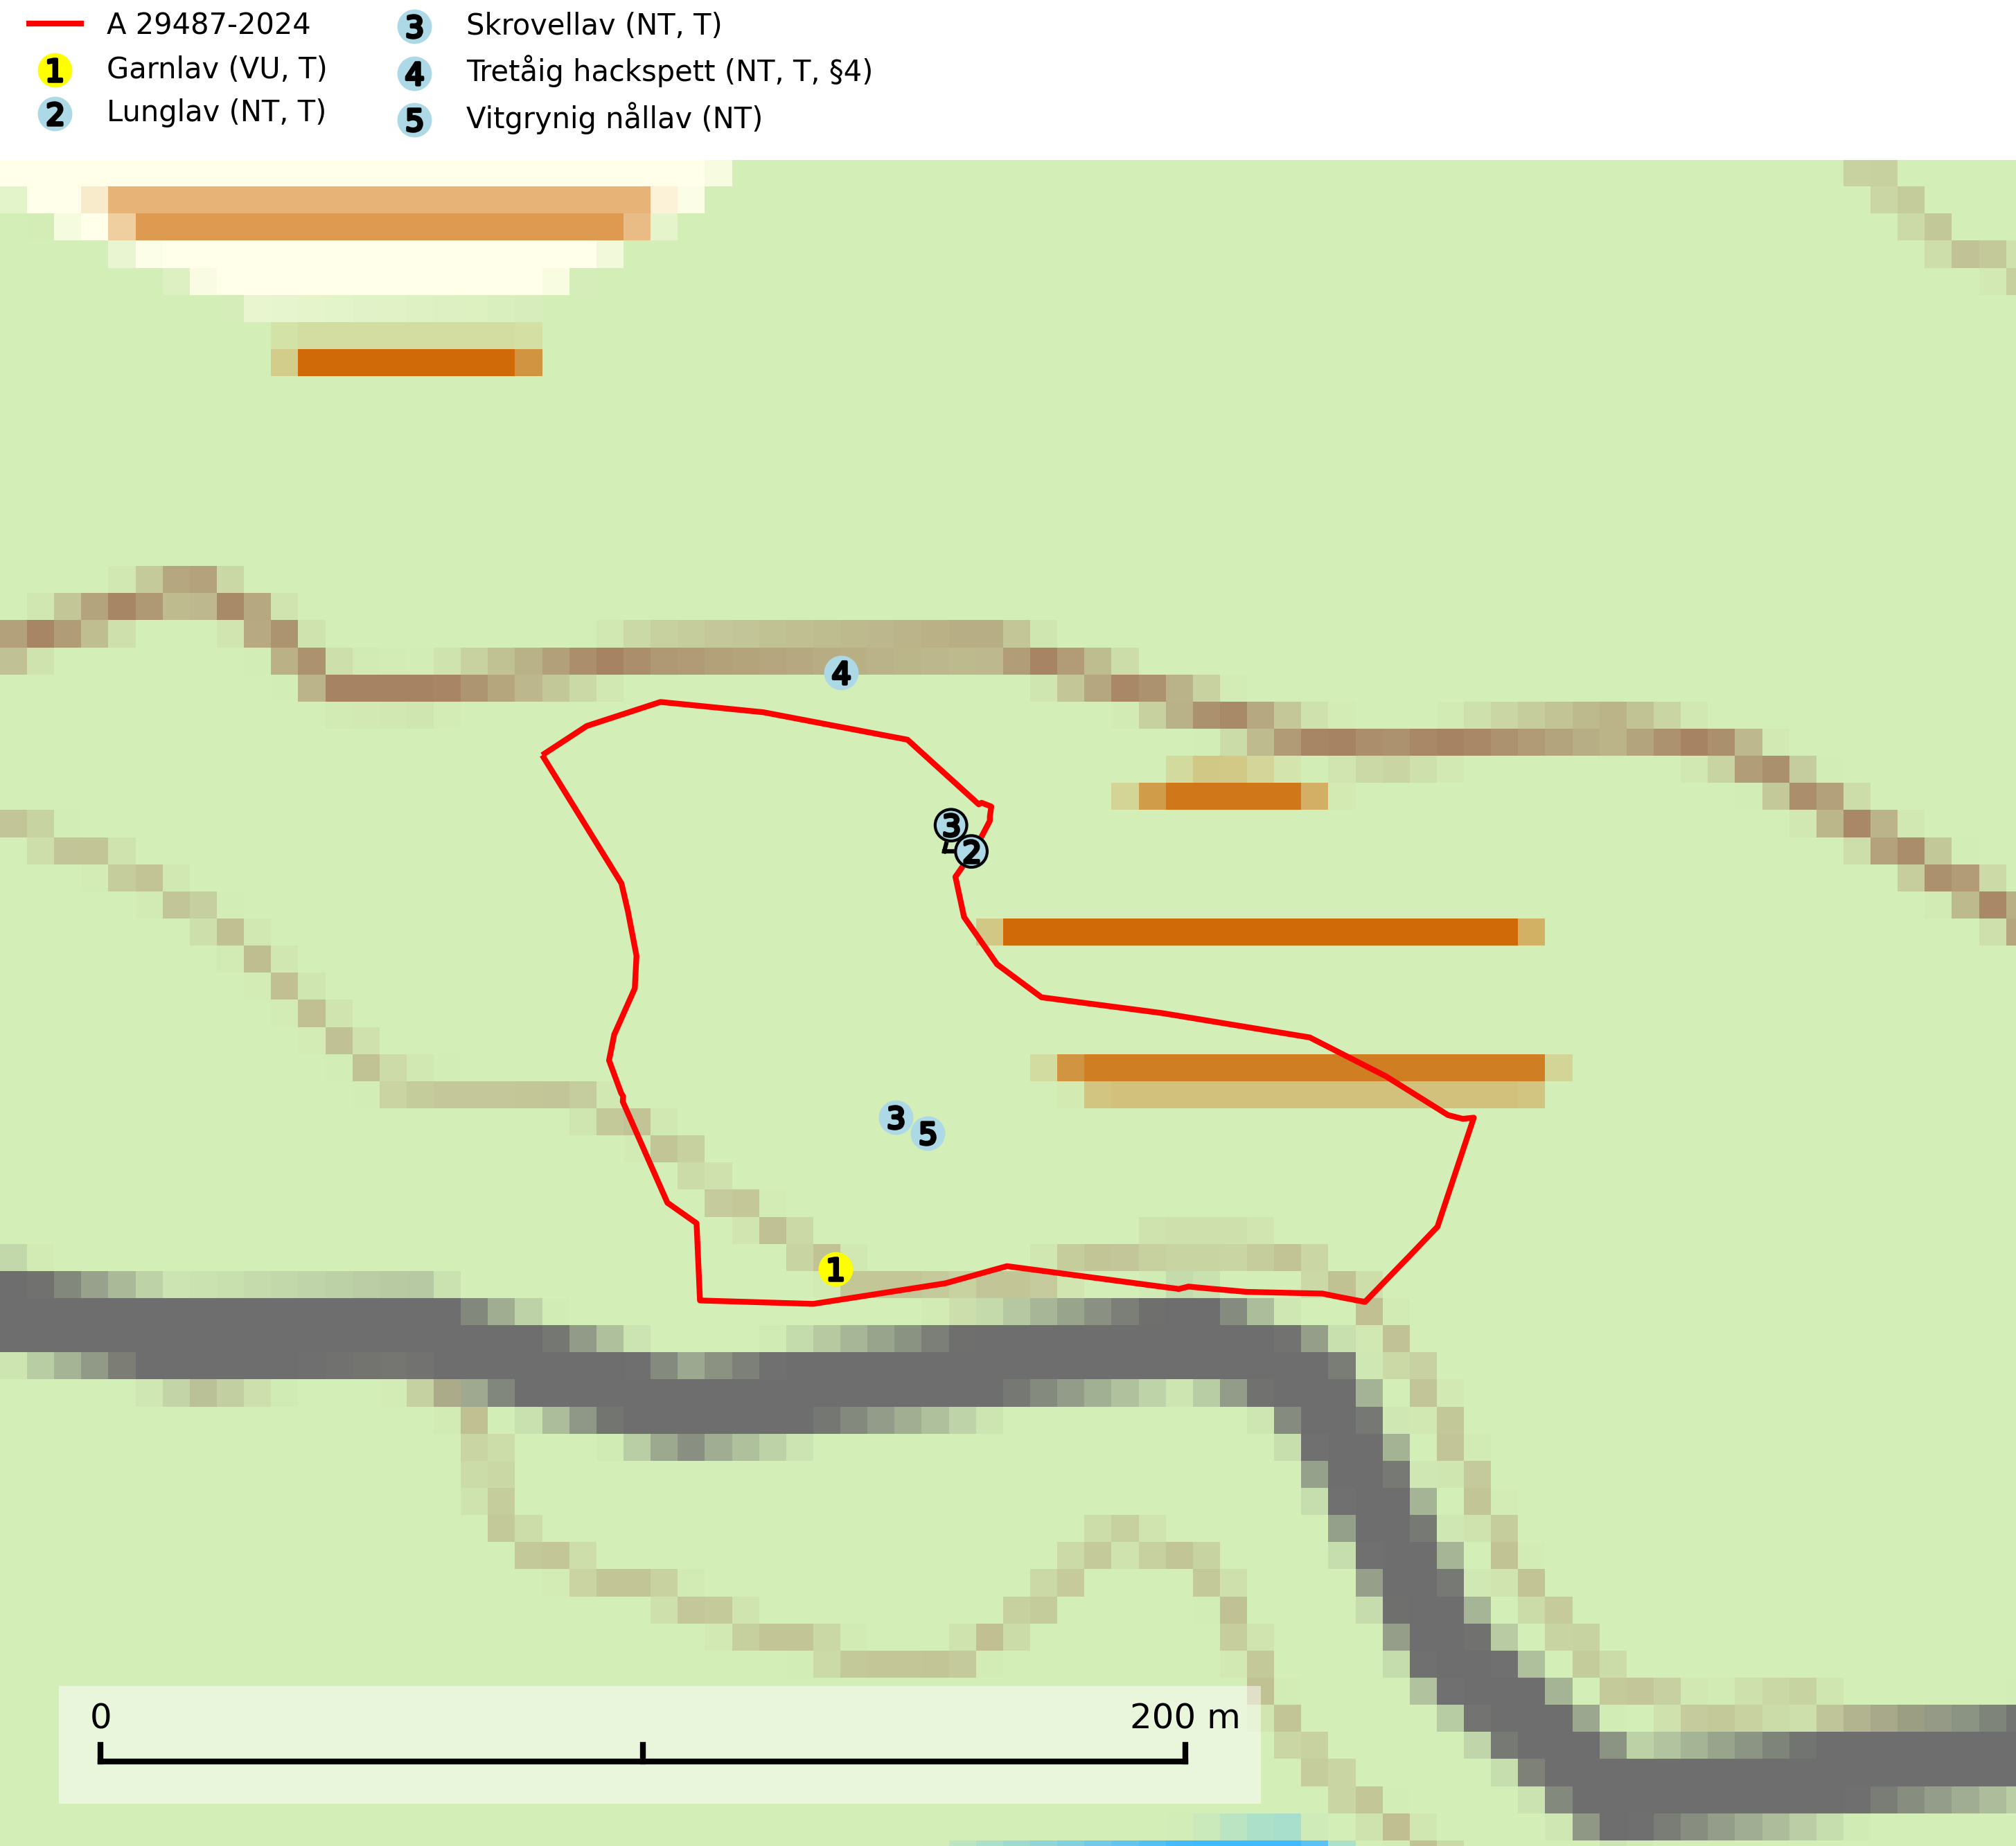 A 29487-2024
1 Garnlav (VU, T)
2 Lunglav (NT, T)
3 Skrovellav (NT, T)
4 Tretåig hackspett (NT, T, §4)
5 Vitgrynig nållav (NT)
4
3
2
3
5
1
0 200 m